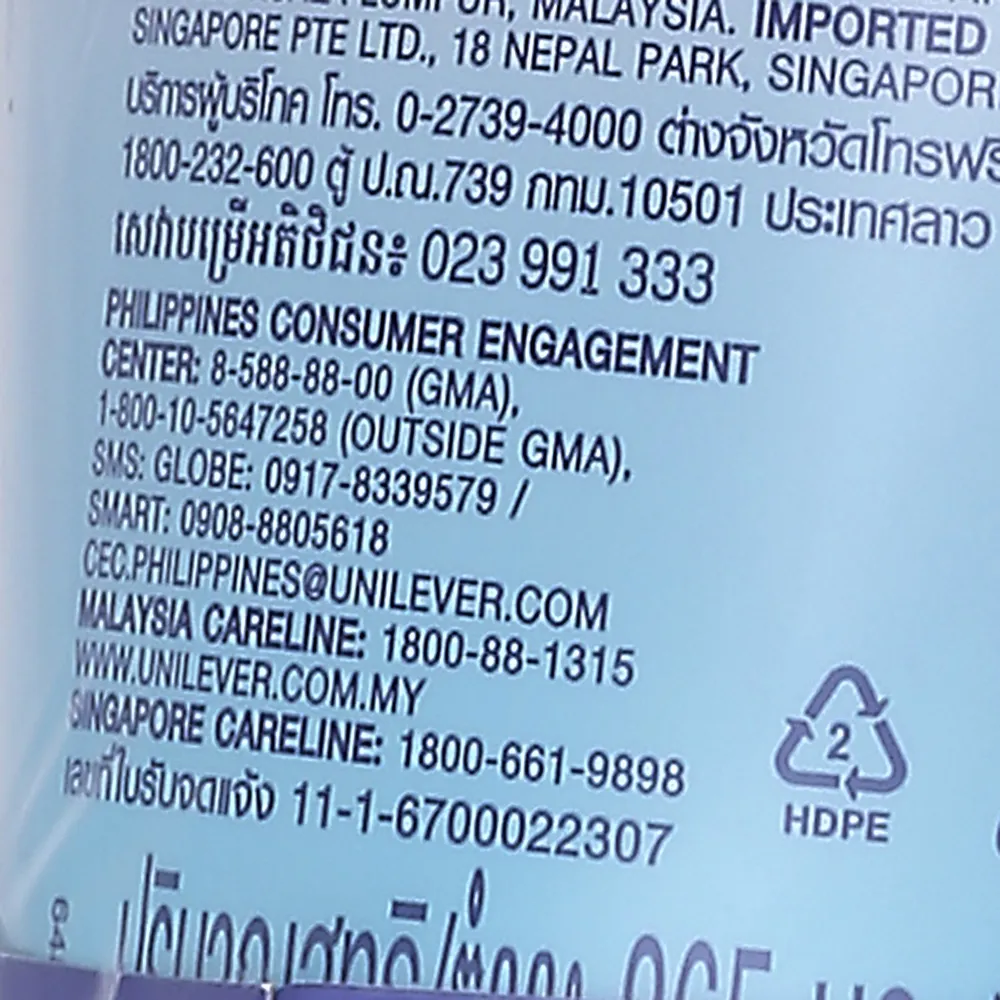 MALAYSIA. IMPORTED
SINGAPORE PTE LTD., 18 NEPAL PARK,
บริการผู้บริโภค โทร. 0-2739-4000 ต่างจังหวัดโทรฟรี
1800-232-600 ตู้ ป.ณ.739 กทม.10501 ประเทศลาว
សេវាបម្រើអតិថិជន៖ 023 991 333
PHILIPPINES CONSUMER ENGAGEMENT
CENTER: 8-588-88-00 (GMA),
1-800-10-5647258 (OUTSIDE GMA),
SMS: GLOBE: 0917-8339579 /
SMART: 0908-8805618
CEC.PHILIPPINES@UNILEVER.COM
MALAYSIA CARELINE: 1800-88-1315
WWW.UNILEVER.COM.MY
SINGAPORE CARELINE: 1800-661-9898
เลขที่ใบรับจดแจ้ง 11-1-6700022307
2
HDPE